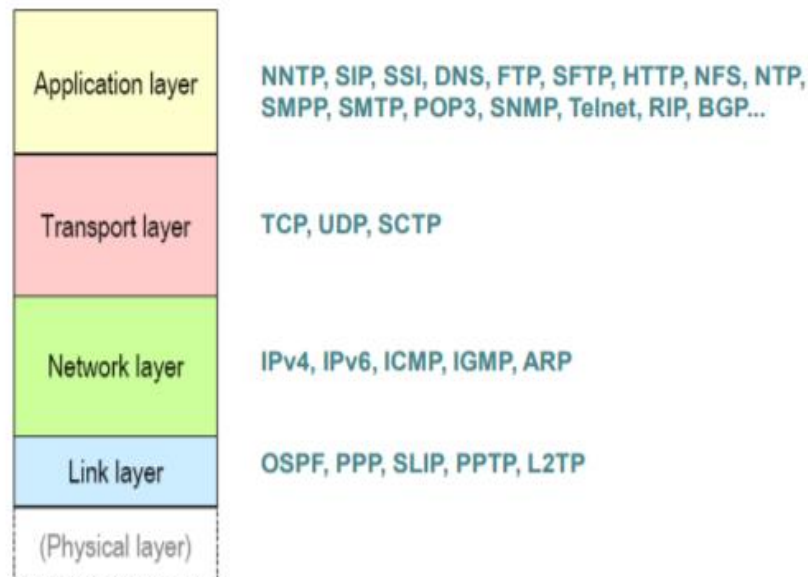 Application layer
NNTP, SIP, SSI, DNS, FTP, SFTP, HTTP, NFS, NTP,
SMPP, SMTP, POP3, SNMP, Telnet, RIP, BGP...
Transport layer
TCP, UDP, SCTP
Network layer
IPv4, IPv6, ICMP, IGMP, ARP
Link layer
OSPF, PPP, SLIP, PPTP, L2TP
(Physical layer)